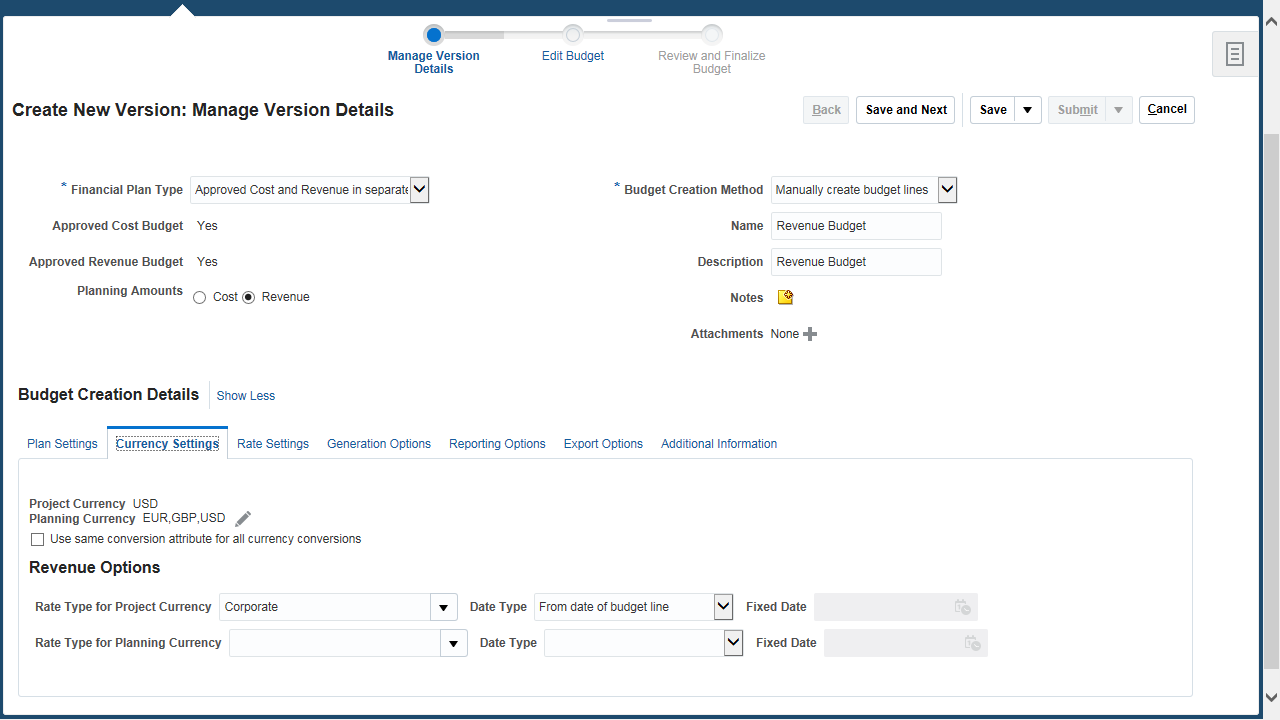 Manage Version
Details
Edit Budget
Review and Finalize
Budget
Create New Version: Manage Version Details
Back
Save and Next
Save
Submit
Cancel
* Financial Plan Type Approved Cost and Revenue in separate
Approved Cost Budget Yes
Approved Revenue Budget Yes
Planning Amounts Cost Revenue
* Budget Creation Method Manually create budget lines
Name Revenue Budget
Description Revenue Budget
Notes
Attachments None
Budget Creation Details Show Less
Plan Settings Currency Settings Rate Settings Generation Options Reporting Options Export Options Additional Information
Project Currency USD
Planning Currency EUR,GBP,USD
Use same conversion attribute for all currency conversions
Revenue Options
Rate Type for Project Currency Corporate Date Type From date of budget line Fixed Date
Rate Type for Planning Currency Date Type Fixed Date